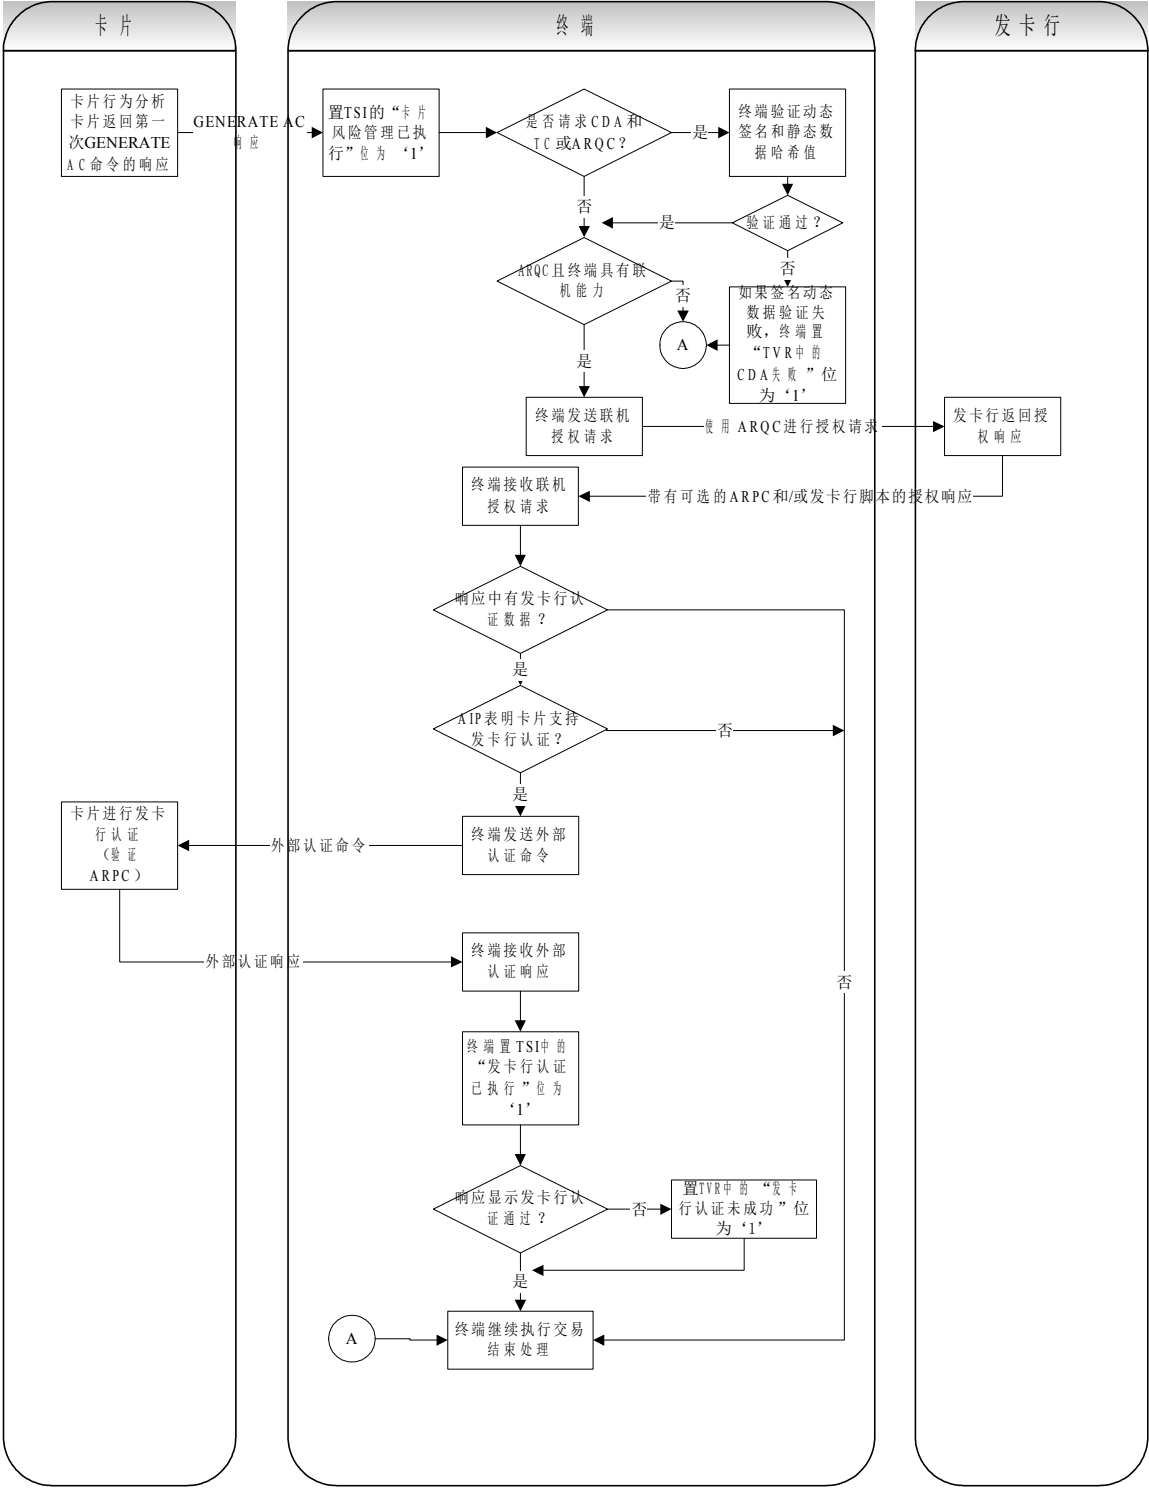 卡片
终端
发卡行
卡片行为分析
卡片返回第一
次GENERATE
AC命令的响应
GENERATE AC
响应
置TSI的“卡片
风险管理已执
行”位为 ‘1’
是否请求CDA和
TC或ARQC？
是
终端验证动态
签名和静态数
据哈希值
否
是
验证通过？
ARQC且终端具有联
机能力
否
否
如果签名动态
数据验证失
败，终端置
“TVR中的
CDA失败”位
为‘1’
A
是
终端发送联机
授权请求
使用 ARQC进行授权请求
发卡行返回授
权响应
终端接收联机
授权请求
带有可选的ARPC和/或发卡行脚本的授权响应
响应中有发卡行认
证数据？
是
AIP表明卡片支持
发卡行认证？
否
是
卡片进行发卡
行认证
（验证
ARPC）
外部认证命令
终端发送外部
认证命令
外部认证响应
终端接收外部
认证响应
否
终端置TSI中的
“发卡行认证
已执行”位为
‘1’
响应显示发卡行认
证通过？
否
置TVR中的 “发卡
行认证未成功”位
为‘1’
是
A
终端继续执行交易
结束处理